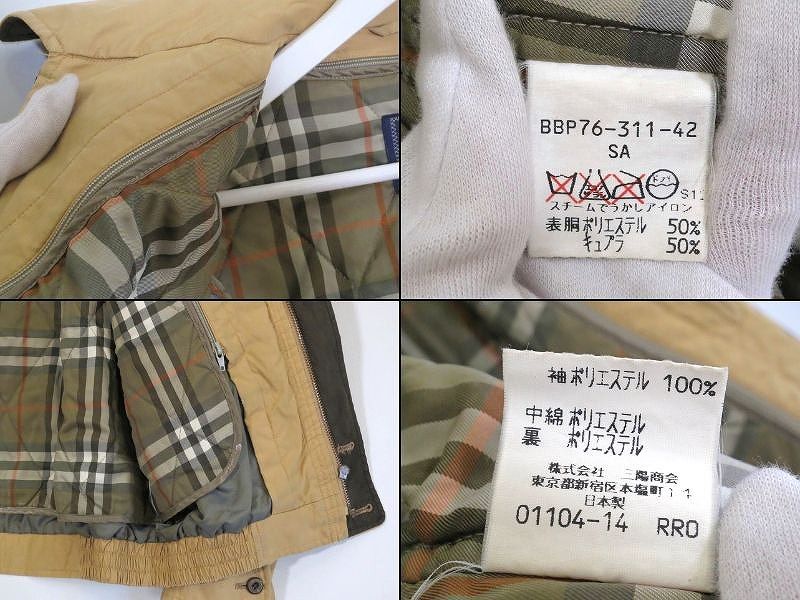 BBP76-311-42
SA
ドライ
スチームでうかしアイロン
表胴ポリエステル 50%
キュプラ 50%
袖ポリエステル 100%
中綿 ポリエステル
裏 ポリエステル
株式会社 三陽商会
東京都新宿区本塩町14
日本製
01104-14 RRO